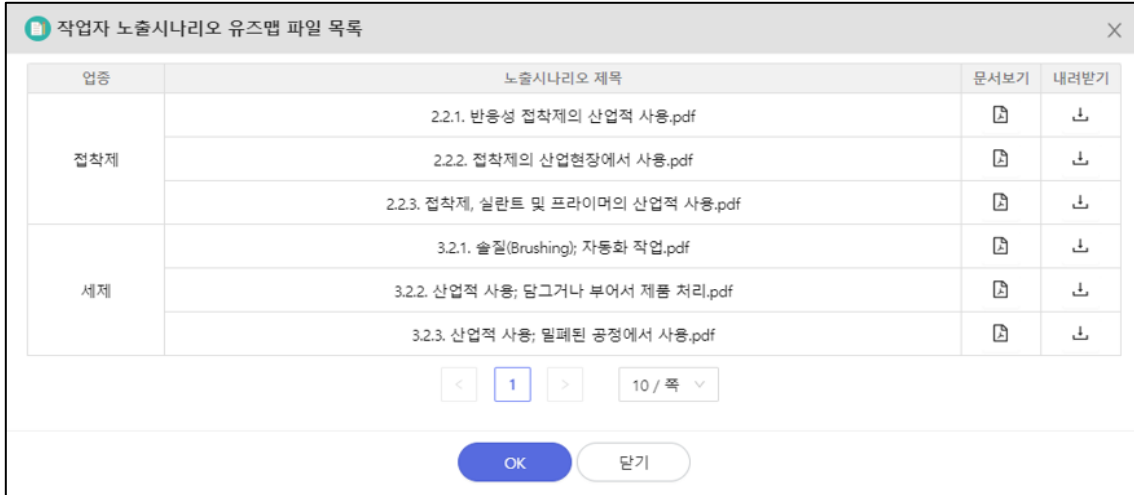 작업자 노출시나리오 유즈맵 파일 목록
업종 노출시나리오 제목 문서보기 내려받기
접착제
2.2.1. 반응성 접착제의 산업적 사용.pdf
2.2.2. 접착제의 산업현장에서 사용.pdf
2.2.3. 접착제, 실란트 및 프라이머의 산업적 사용.pdf
세제
3.2.1. 솔질(Brushing); 자동화 작업.pdf
3.2.2. 산업적 사용; 담그거나 부어서 제품 처리.pdf
3.2.3. 산업적 사용; 밀폐된 공정에서 사용.pdf
< 1 > 10 / 쪽
OK 닫기